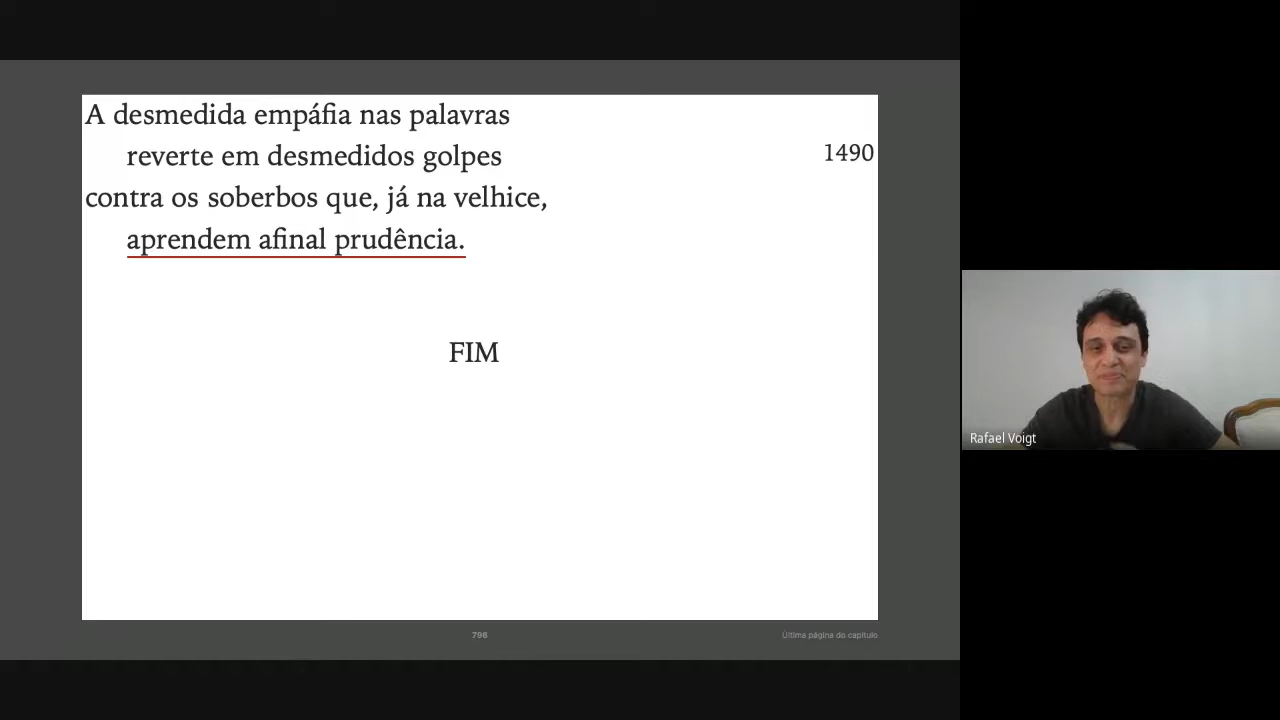 A desmedida empáfia nas palavras
reverte em desmedidos golpes
1490
contra os soberbos que, já na velhice,
aprendem afinal prudência.
FIM
796
Última página do capítulo
Rafael Voigt